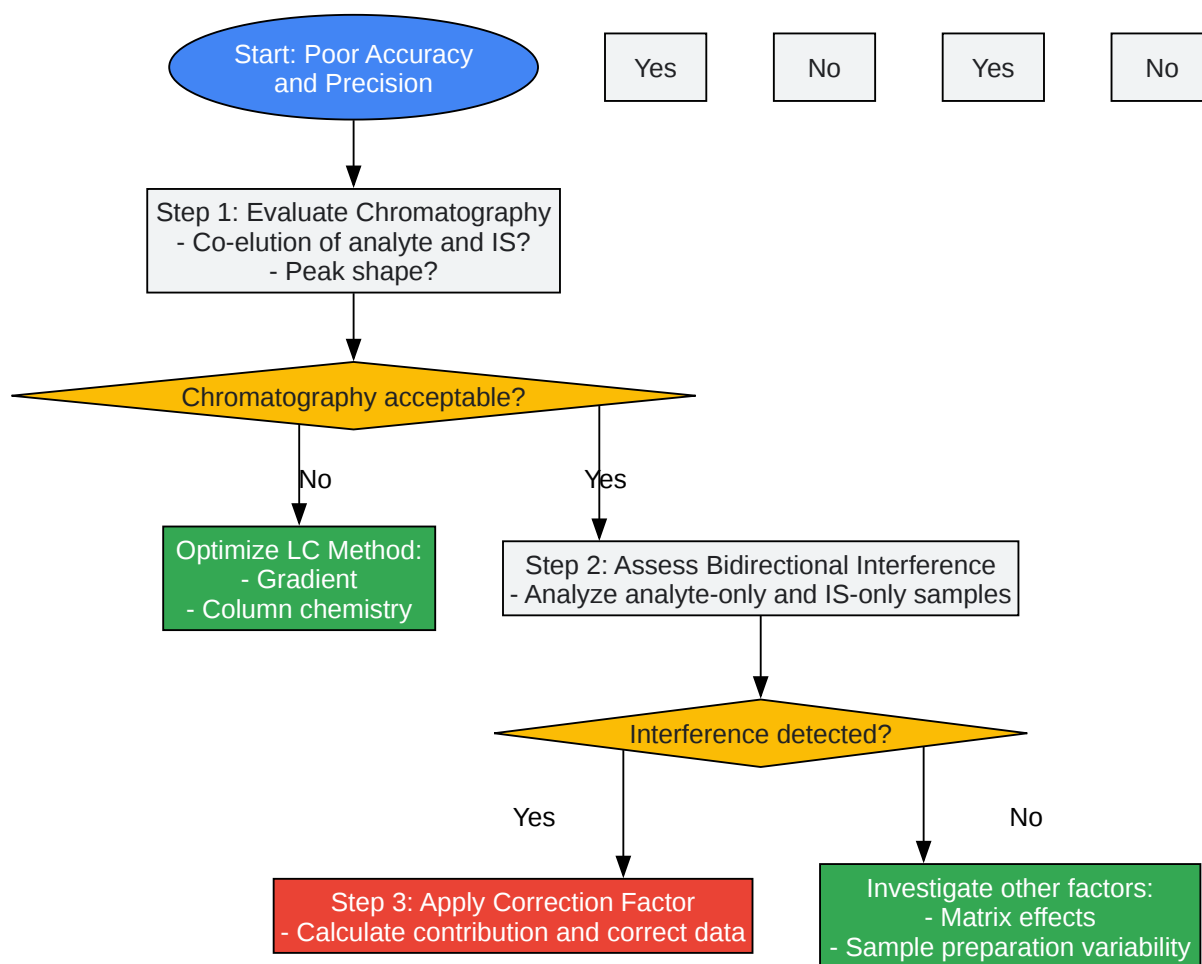 Start: Poor Accuracy
and Precision
Yes
No
Yes
No
Step 1: Evaluate Chromatography
- Co-elution of analyte and IS?
- Peak shape?
Chromatography acceptable?
No
Yes
Optimize LC Method:
- Gradient
- Column chemistry
Step 2: Assess Bidirectional Interference
- Analyze analyte-only and IS-only samples
Interference detected?
Yes
No
Step 3: Apply Correction Factor
- Calculate contribution and correct data
Investigate other factors:
- Matrix effects
- Sample preparation variability